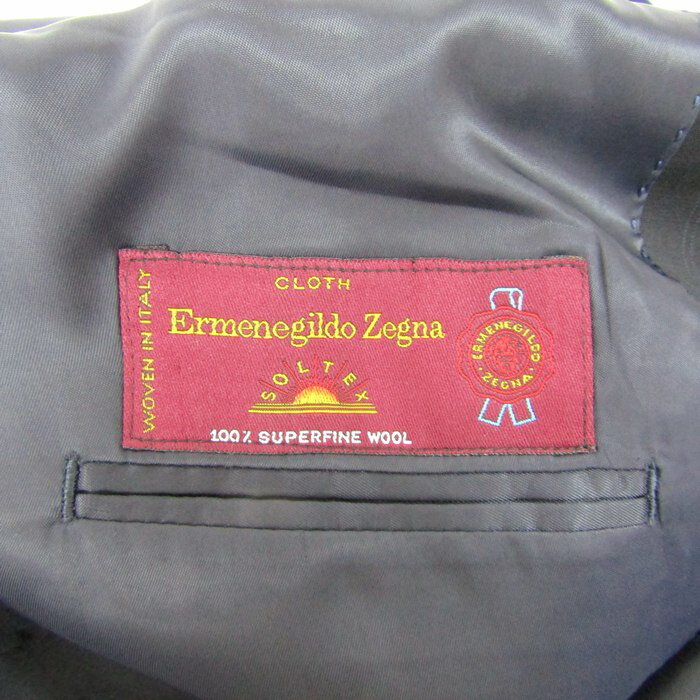 CLOTH
Ermenegildo Zegna
SOLTEX
100% SUPERFINE WOOL
WOVEN IN ITALY
ERMENEGILDO
ZEGNA